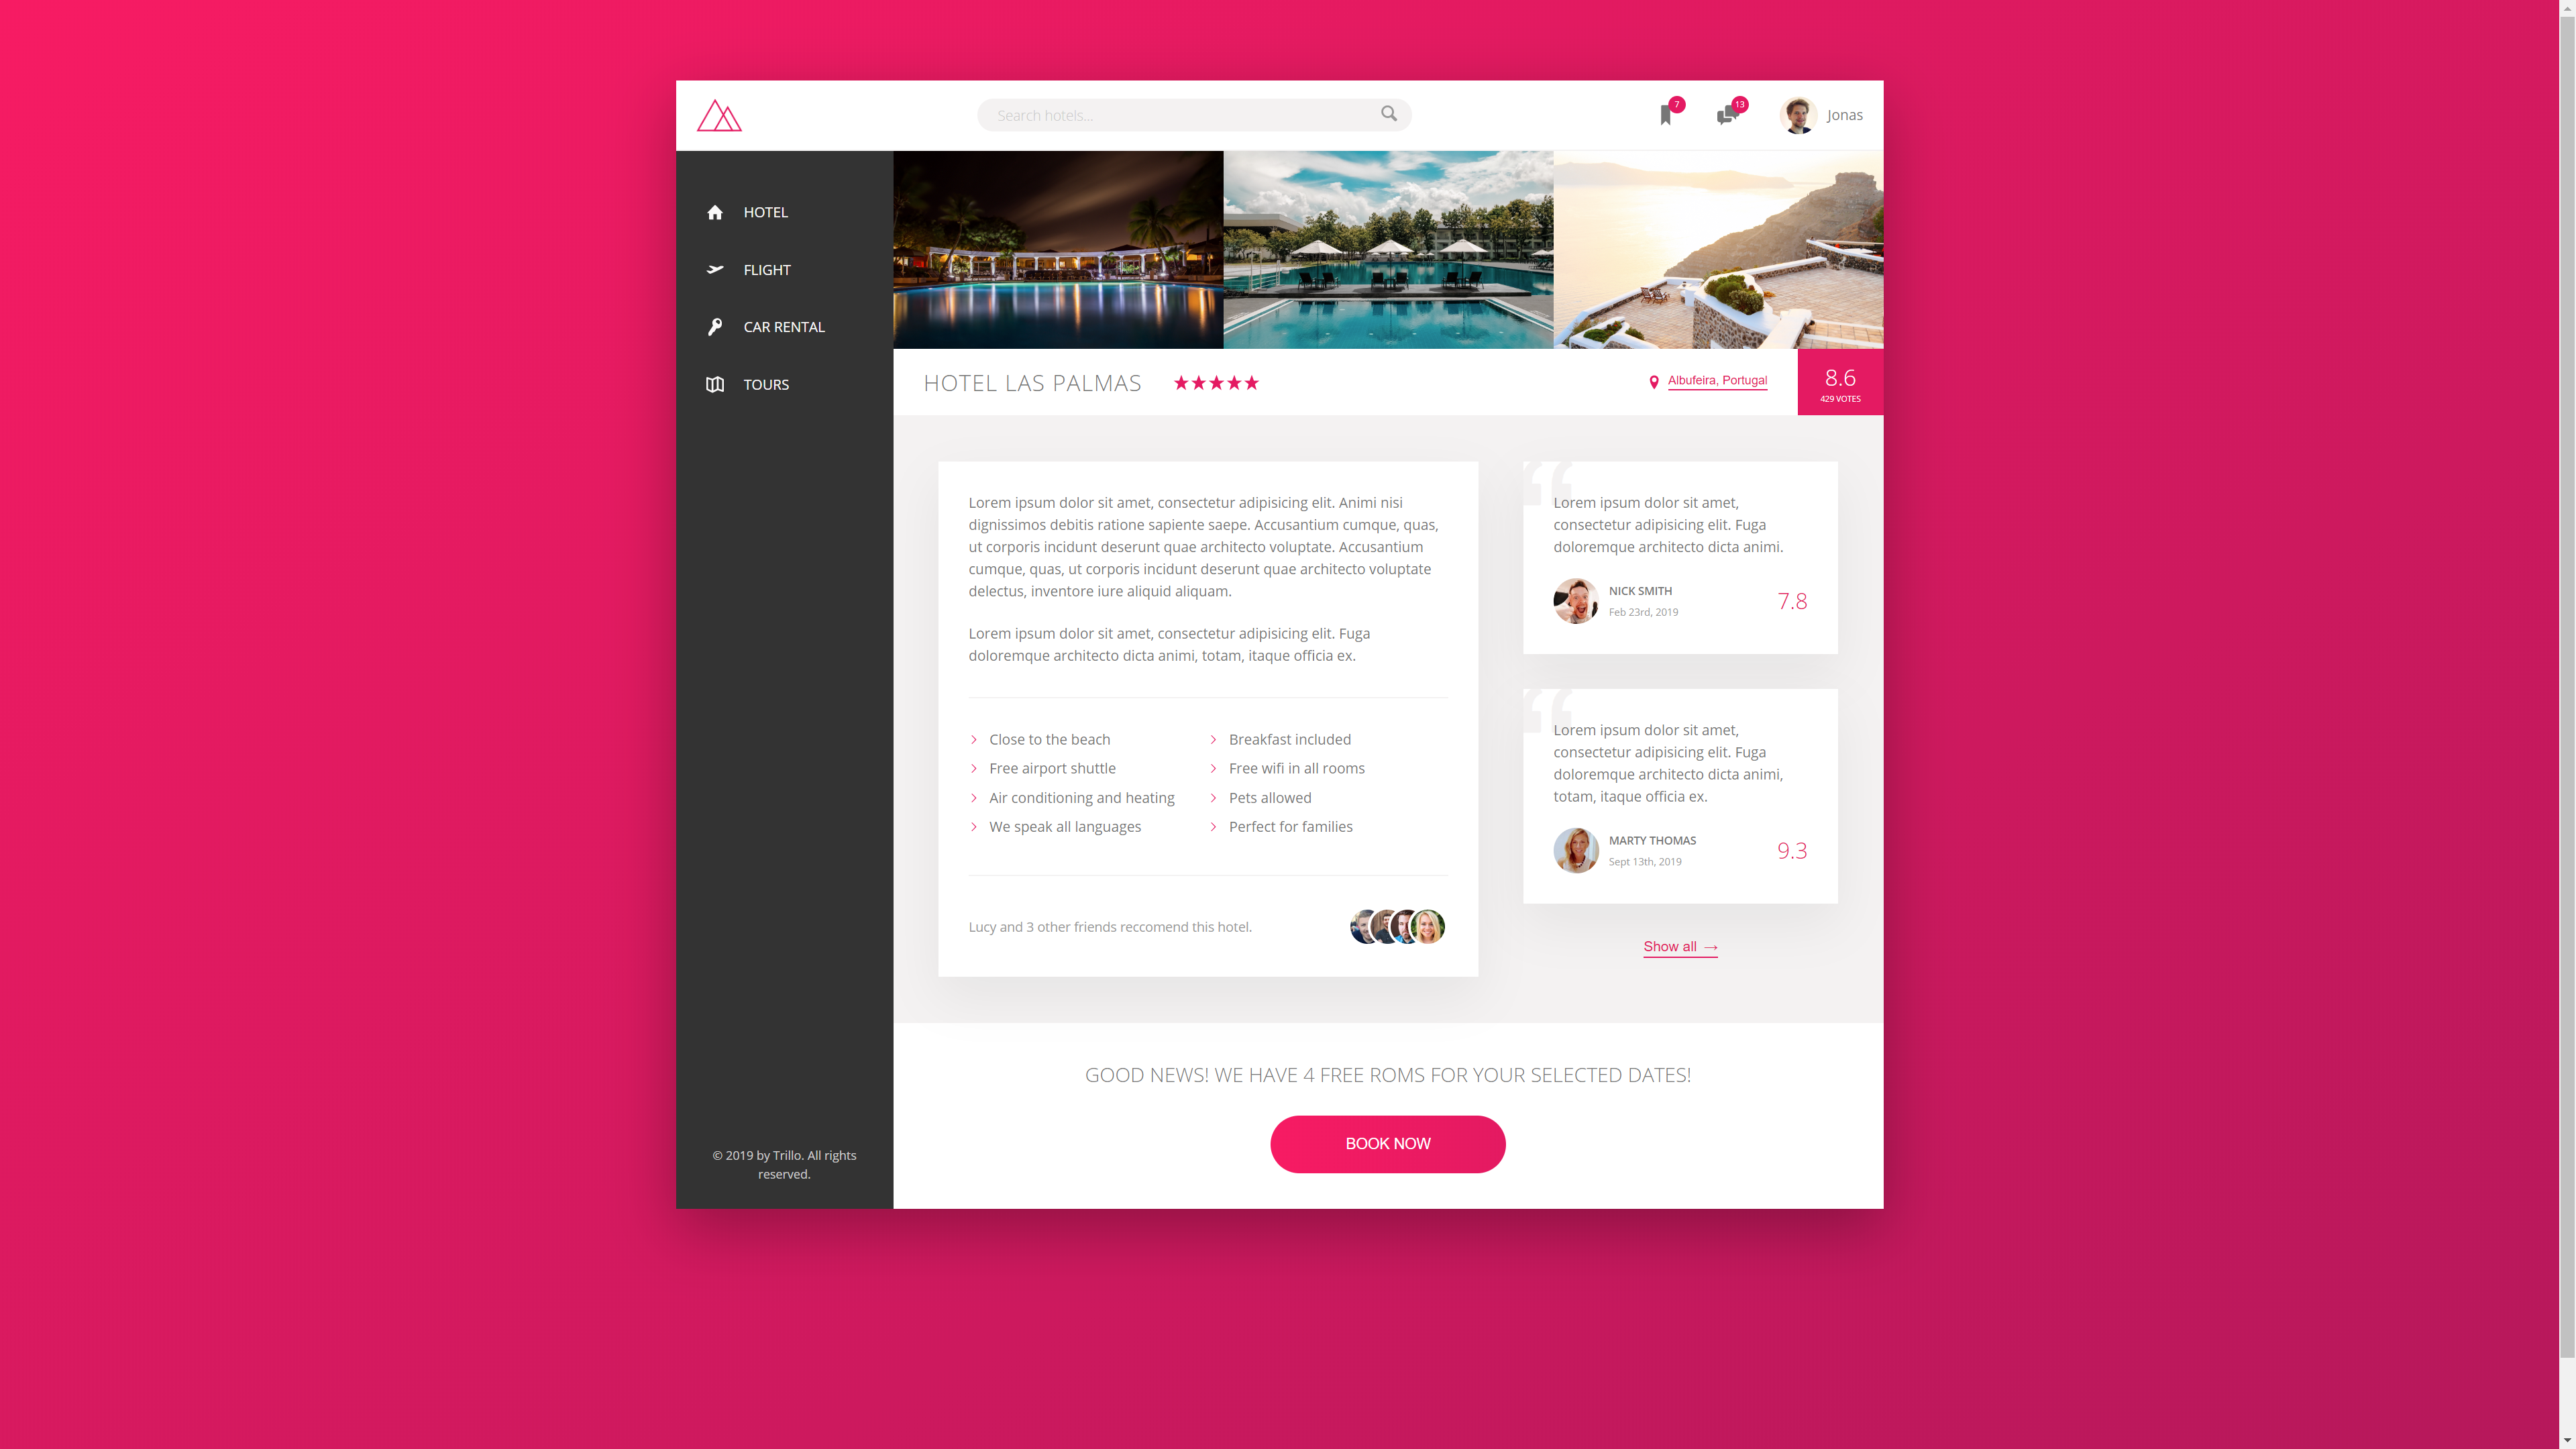 Search hotels...
7
13
Jonas
HOTEL
FLIGHT
CAR RENTAL
TOURS
© 2019 by Trillo. All rights
reserved.
HOTEL LAS PALMAS
Albufeira, Portugal
8.6
429 VOTES
Lorem ipsum dolor sit amet, consectetur adipisicing elit. Animi nisi
dignissimos debitis ratione sapiente saepe. Accusantium cumque, quas,
ut corporis incidunt deserunt quae architecto voluptate. Accusantium
cumque, quas, ut corporis incidunt deserunt quae architecto voluptate
delectus, inventore iure aliquid aliquam.
Lorem ipsum dolor sit amet, consectetur adipisicing elit. Fuga
doloremque architecto dicta animi, totam, itaque officia ex.
Close to the beach
Free airport shuttle
Air conditioning and heating
We speak all languages
Breakfast included
Free wifi in all rooms
Pets allowed
Perfect for families
Lucy and 3 other friends reccomend this hotel.
Lorem ipsum dolor sit amet,
consectetur adipisicing elit. Fuga
doloremque architecto dicta animi.
NICK SMITH
Feb 23rd, 2019
7.8
Lorem ipsum dolor sit amet,
consectetur adipisicing elit. Fuga
doloremque architecto dicta animi,
totam, itaque officia ex.
MARTY THOMAS
Sept 13th, 2019
9.3
Show all →
GOOD NEWS! WE HAVE 4 FREE ROMS FOR YOUR SELECTED DATES!
BOOK NOW